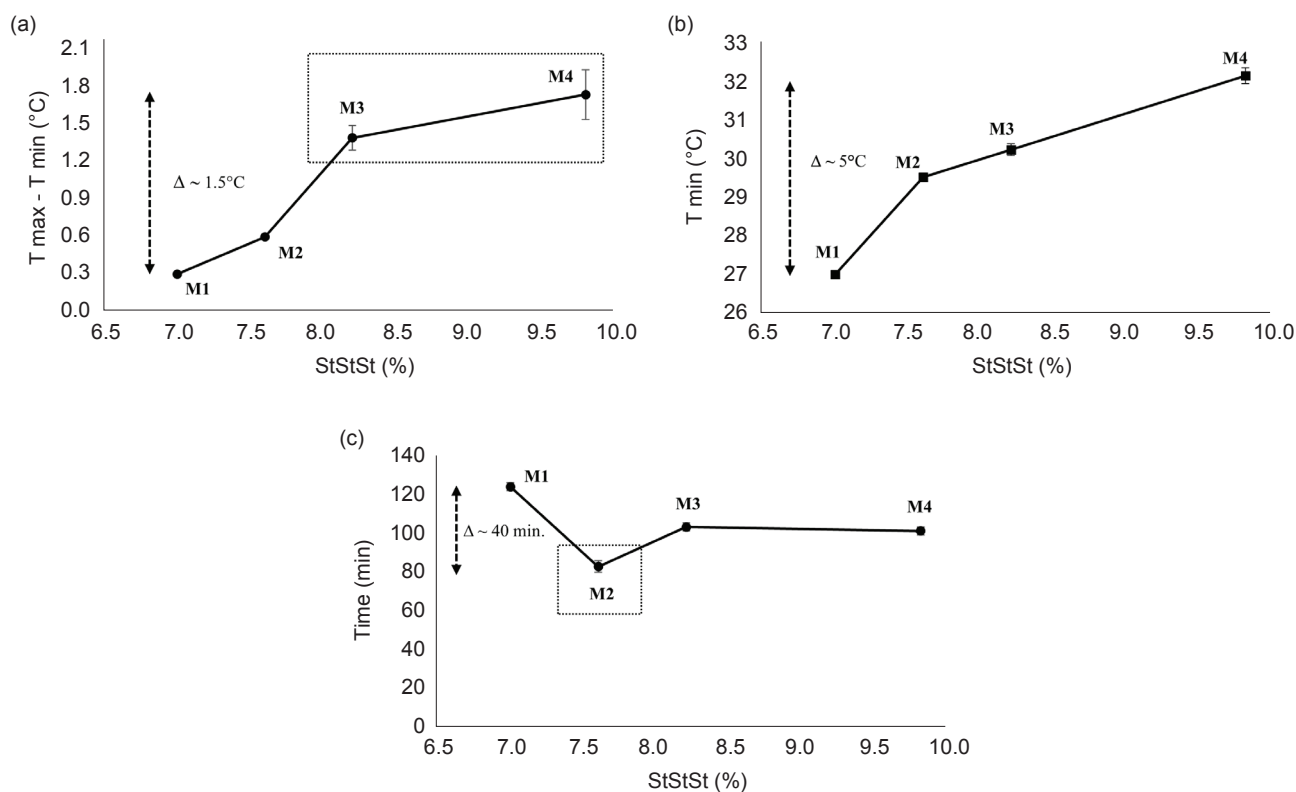 (a)
2.1
1.8
1.5
1.2
0.9
0.6
0.3
0.0
T max - T min (°C)
Δ ~ 1.5°C
M1
M2
M3
M4
6.5 7.0 7.5 8.0 8.5 9.0 9.5 10.0
StStSt (%)
(b)
33
32
31
30
29
28
27
26
T min (°C)
Δ ~ 5°C
M1
M2
M3
M4
6.5 7.0 7.5 8.0 8.5 9.0 9.5 10.0
StStSt (%)
(c)
140
120
100
80
60
40
20
0
Time (min)
Δ ~ 40 min.
M1
M2
M3
M4
6.5 7.0 7.5 8.0 8.5 9.0 9.5 10.0
StStSt (%)